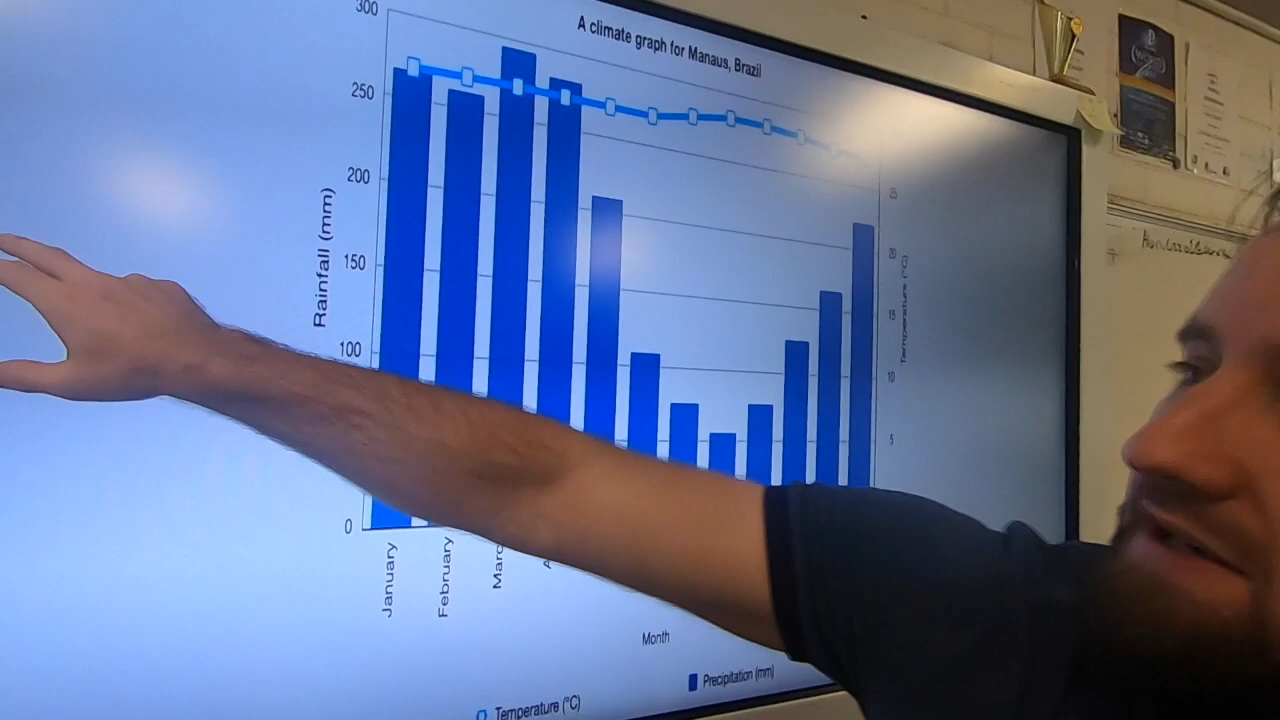 A climate graph for Manaus, Brazil
300
250
200
150
100
0
Rainfall (mm)
25
20
15
10
5
Temperature (°C)
January
February
Marc
A
Month
Temperature (°C)
Precipitation (mm)